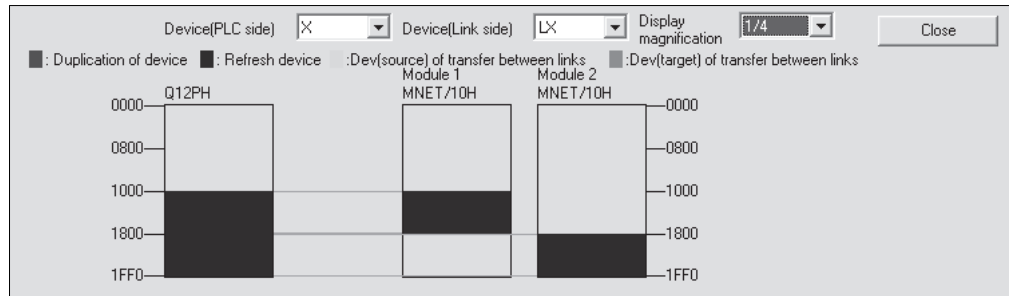 Device(PLC side) X Device(Link side) LX Display magnification 1/4 Close
: Duplication of device : Refresh device :Dev(source) of transfer between links :Dev(target) of transfer between links
Module 1 Module 2
Q12PH MNET/10H MNET/10H
0000 0000
0800 0800
1000 1000
1800 1800
1FF0 1FF0